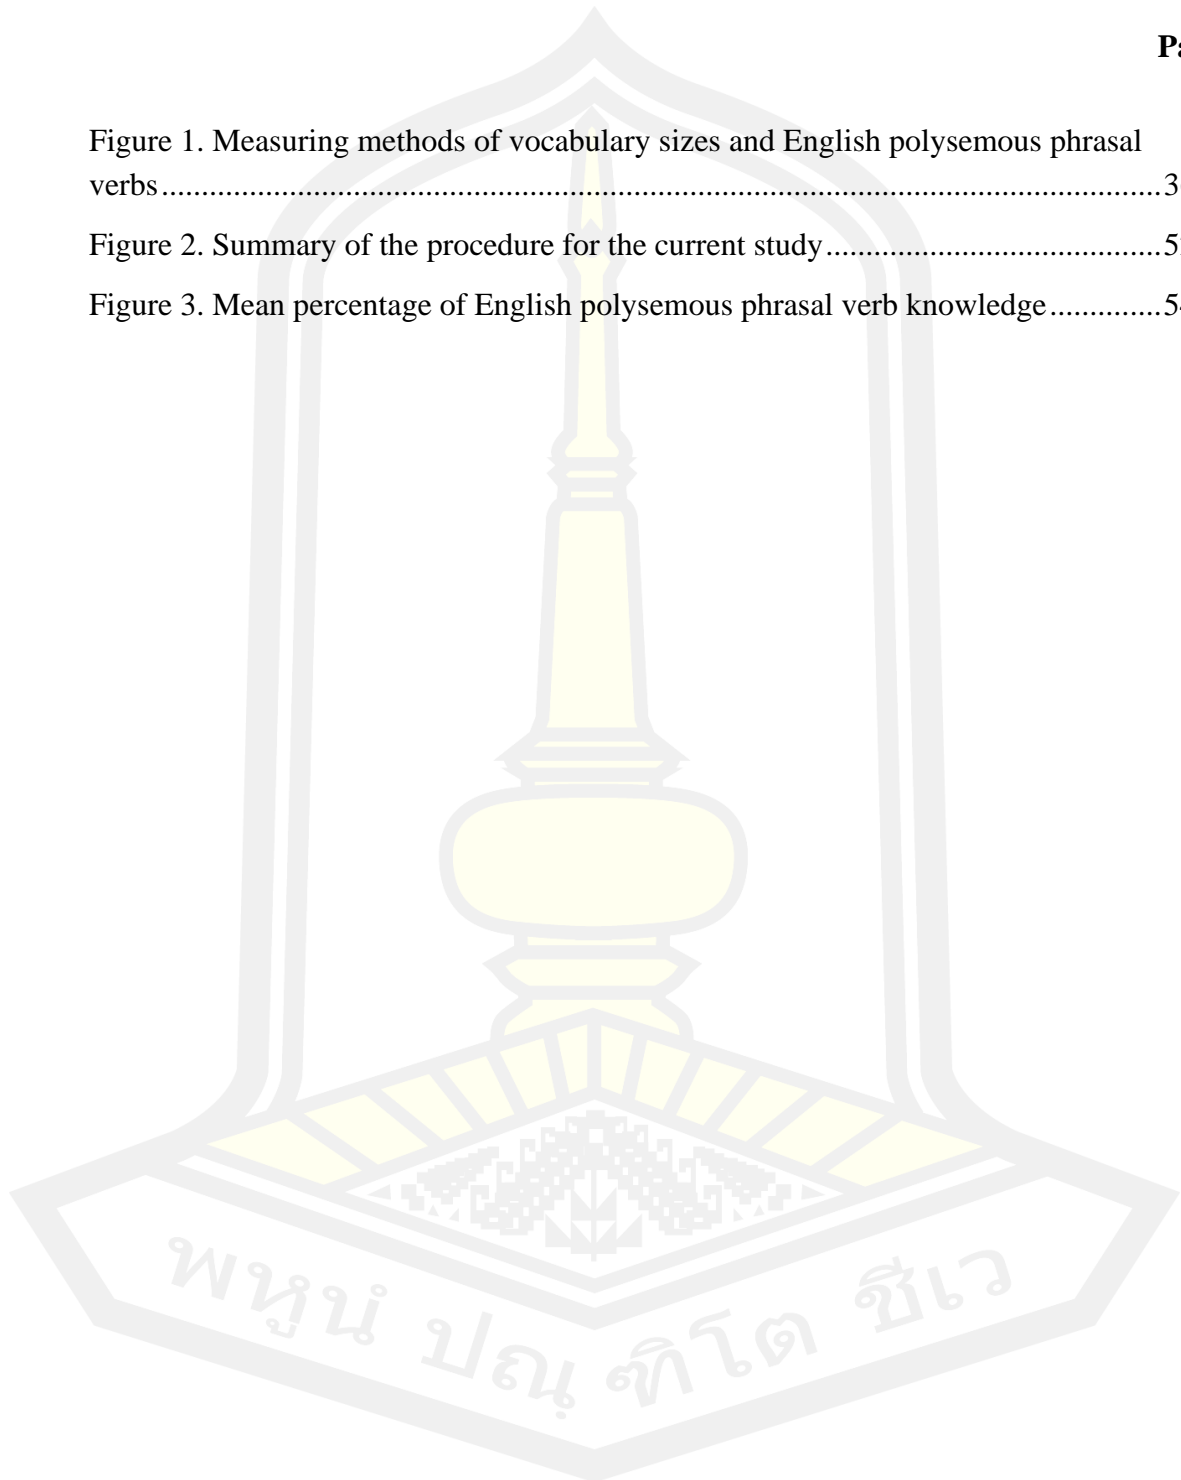 Pa
Figure 1. Measuring methods of vocabulary sizes and English polysemous phrasal
verbs..........3
Figure 2. Summary of the procedure for the current study..........5
Figure 3. Mean percentage of English polysemous phrasal verb knowledge..........54
พหูนํ ปณฺ ฑิโต ชีเว